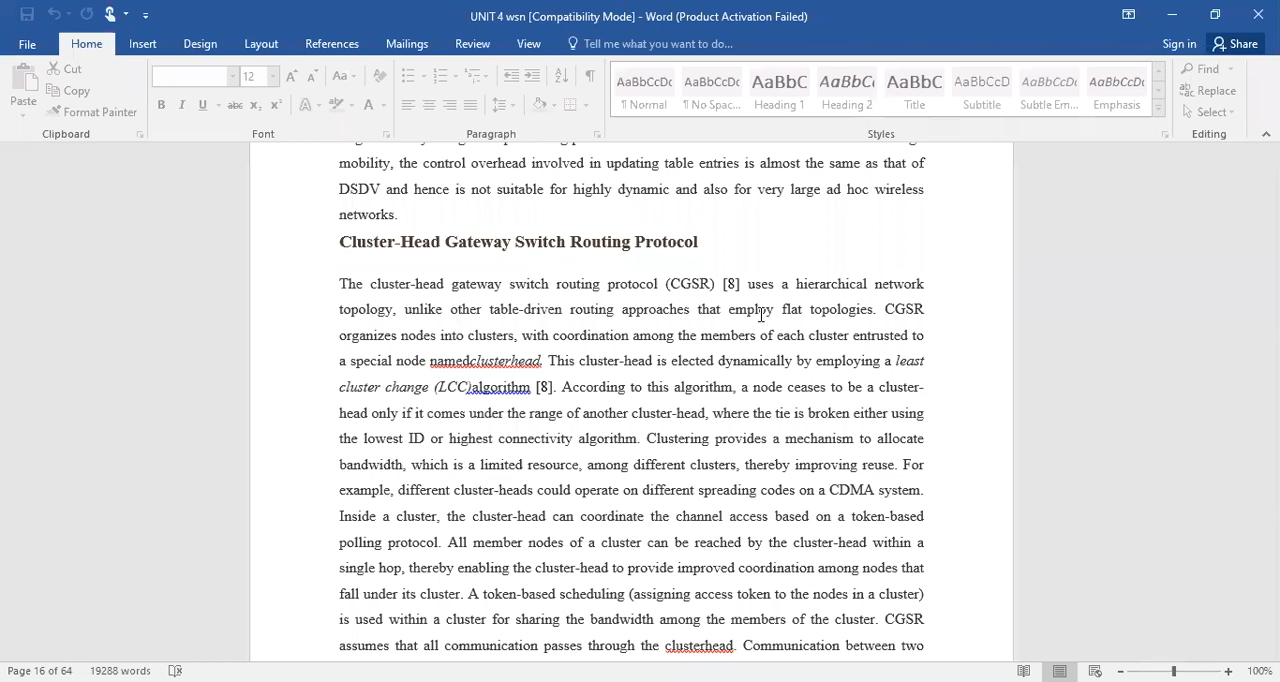 UNIT 4 wsn [Compatibility Mode] - Word (Product Activation Failed)
File Home Insert Design Layout References Mailings Review View Tell me what you want to do... Sign in Share
Paste
Cut
Copy
Format Painter
12
Aa
B I U abc x₂ x²
AaBbCcDc AaBbCcDc AaBbC AaBbCc AaBbC AaBbCcD AaBbCcDc AaBbCcDc
¶ Normal ¶ No Spac... Heading 1 Heading 2 Title Subtitle Subtle Em... Emphasis
Find
Replace
Select
Clipboard Font Paragraph Styles Editing
mobility, the control overhead involved in updating table entries is almost the same as that of
DSDV and hence is not suitable for highly dynamic and also for very large ad hoc wireless
networks.
Cluster-Head Gateway Switch Routing Protocol
The cluster-head gateway switch routing protocol (CGSR) [8] uses a hierarchical network
topology, unlike other table-driven routing approaches that employ flat topologies. CGSR
organizes nodes into clusters, with coordination among the members of each cluster entrusted to
a special node namedclusterhead. This cluster-head is elected dynamically by employing a least
cluster change (LCC)algorithm [8]. According to this algorithm, a node ceases to be a cluster-
head only if it comes under the range of another cluster-head, where the tie is broken either using
the lowest ID or highest connectivity algorithm. Clustering provides a mechanism to allocate
bandwidth, which is a limited resource, among different clusters, thereby improving reuse. For
example, different cluster-heads could operate on different spreading codes on a CDMA system.
Inside a cluster, the cluster-head can coordinate the channel access based on a token-based
polling protocol. All member nodes of a cluster can be reached by the cluster-head within a
single hop, thereby enabling the cluster-head to provide improved coordination among nodes that
fall under its cluster. A token-based scheduling (assigning access token to the nodes in a cluster)
is used within a cluster for sharing the bandwidth among the members of the cluster. CGSR
assumes that all communication passes through the clusterhead. Communication between two
Page 16 of 64 19288 words 100%